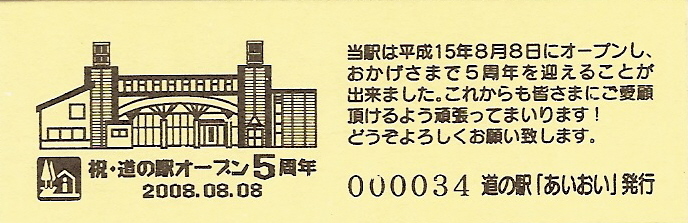 祝・道の駅オープン5周年
2008.08.08
当駅は平成15年8月8日にオープンし、
おかげさまで5周年を迎えることが
出来ました。これからも皆さまにご愛顧
頂けるよう頑張ってまいります!
どうぞよろしくお願い致します。
000034 道の駅「あいおい」発行